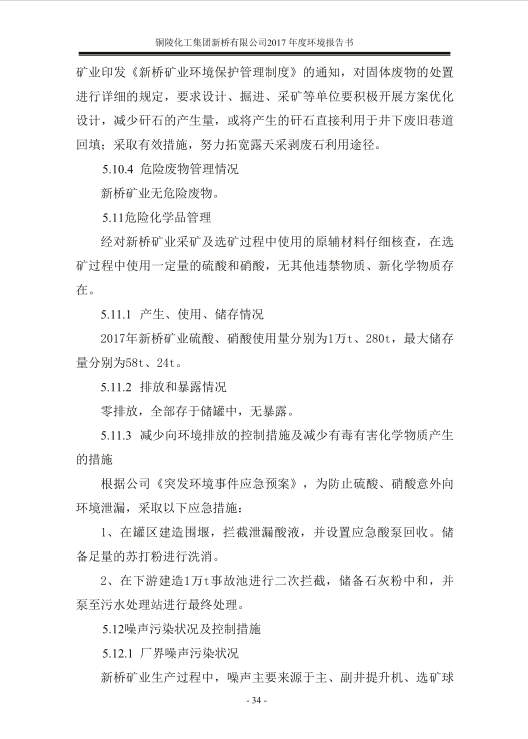 铜陵化工集团新桥有限公司2017 年度环境报告书
矿业印发《新桥矿业环境保护管理制度》的通知，对固体废物的处置
进行详细的规定，要求设计、掘进、采矿等单位要积极开展方案优化
设计，减少矸石的产生量，或将产生的矸石直接利用于井下废旧巷道
回填；采取有效措施，努力拓宽露天采剥废石利用途径。
5.10.4 危险废物管理情况
新桥矿业无危险废物。
5.11危险化学品管理
经对新桥矿业采矿及选矿过程中使用的原辅材料仔细核查，在选
矿过程中使用一定量的硫酸和硝酸，无其他违禁物质、新化学物质存
在。
5.11.1 产生、使用、储存情况
2017年新桥矿业硫酸、硝酸使用量分别为1万t、280t，最大储存
量分别为58t、24t。
5.11.2 排放和暴露情况
零排放，全部存于储罐中，无暴露。
5.11.3 减少向环境排放的控制措施及减少有毒有害化学物质产生
的措施
根据公司《突发环境事件应急预案》，为防止硫酸、硝酸意外向
环境泄漏，采取以下应急措施：
1、在罐区建造围堰，拦截泄漏酸液，并设置应急酸泵回收。储
备足量的苏打粉进行洗消。
2、在下游建造1万t事故池进行二次拦截，储备石灰粉中和，并
泵至污水处理站进行最终处理。
5.12噪声污染状况及控制措施
5.12.1 厂界噪声污染状况
新桥矿业生产过程中，噪声主要来源于主、副井提升机、选矿球
- 34 -